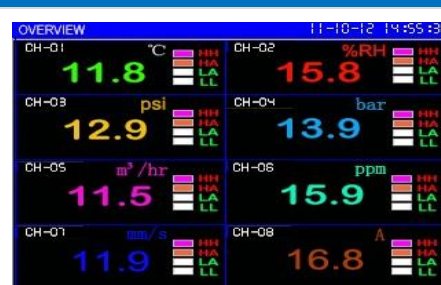 OVERVIEW 11-10-12 14:55:3
CH-01 °C HH
HA
11.8 LA
LL
CH-02 %RH HH
HA
15.8 LA
LL
CH-03 psi HH
HA
12.9 LA
LL
CH-04 bar HH
HA
13.9 LA
LL
CH-05 m³/hr HH
HA
11.5 LA
LL
CH-06 ppm HH
HA
15.9 LA
LL
CH-07 mm/s HH
HA
11.9 LA
LL
CH-08 A HH
HA
16.8 LA
LL